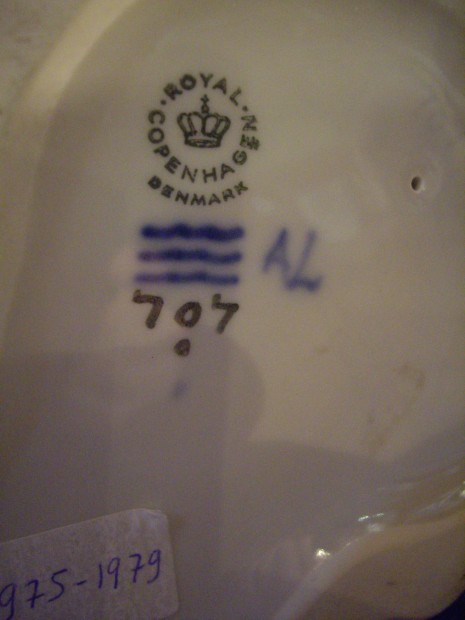 ROYAL
COPENHAGEN
DENMARK
AL
707
975-1979